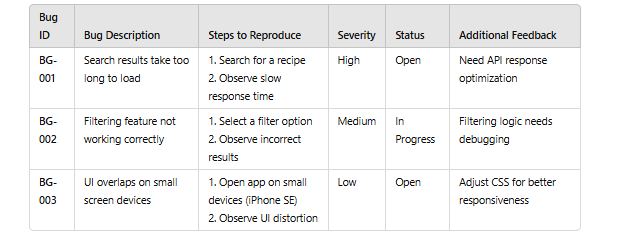 Bug ID Bug Description Steps to Reproduce Severity Status Additional Feedback
BG-001 Search results take too long to load 1. Search for a recipe 2. Observe slow response time High Open Need API response optimization
BG-002 Filtering feature not working correctly 1. Select a filter option 2. Observe incorrect results Medium In Progress Filtering logic needs debugging
BG-003 UI overlaps on small screen devices 1. Open app on small devices (iPhone SE) 2. Observe UI distortion Low Open Adjust CSS for better responsiveness